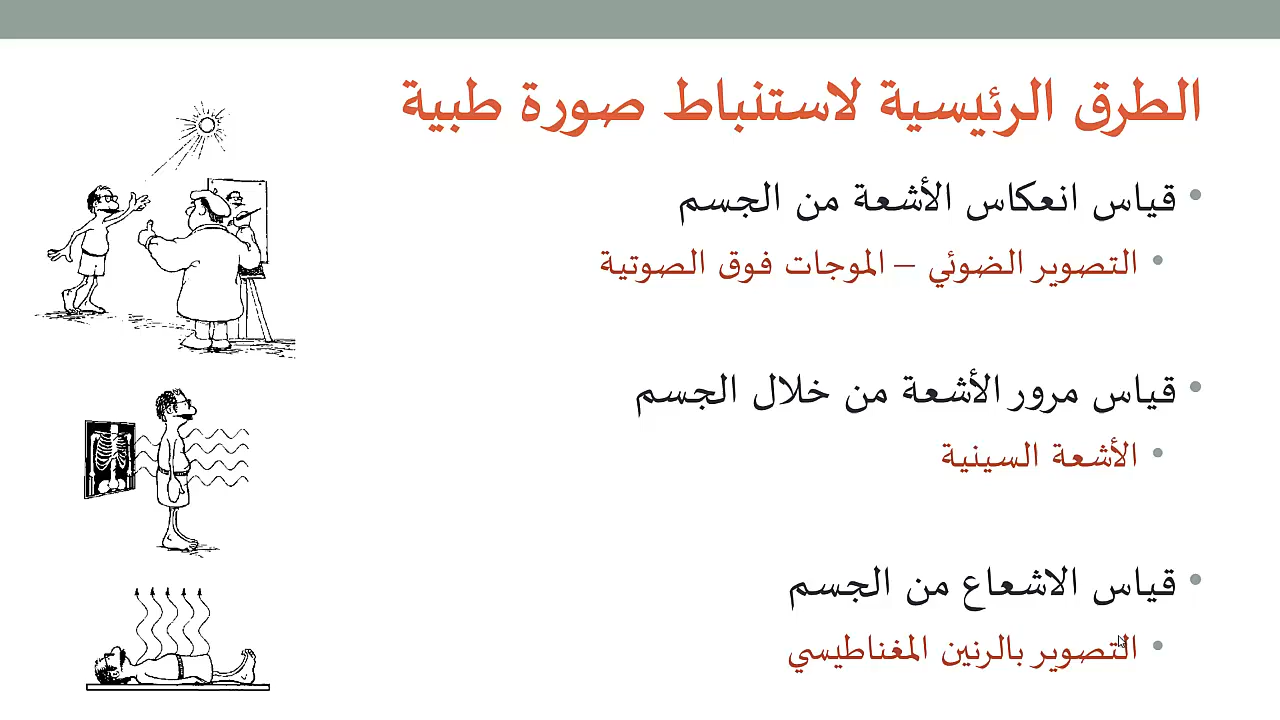 الطرق الرئيسية لاستنباط صورة طبية
• قياس انعكاس الأشعة من الجسم
• التصوير الضوئي – الموجات فوق الصوتية
• قياس مرور الأشعة من خلال الجسم
• الأشعة السينية
• قياس الاشعاع من الجسم
• التصوير بالرنين المغناطيسي